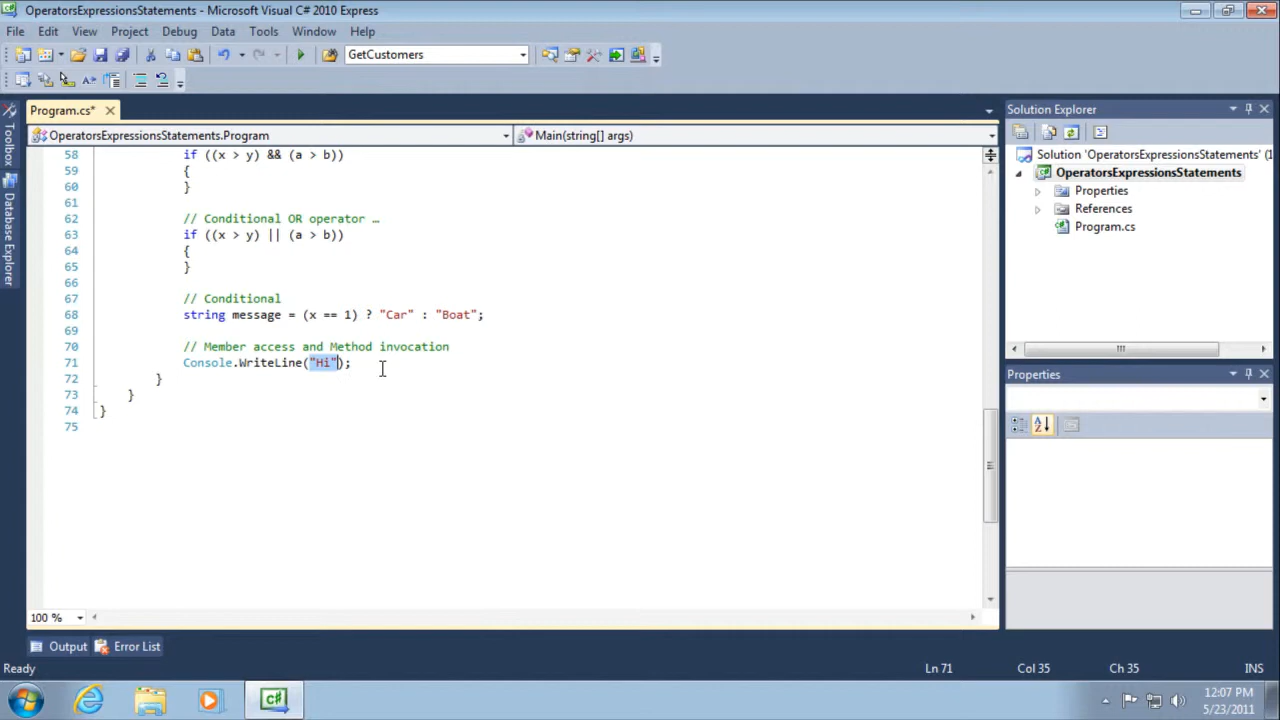 OperatorsExpressionsStatements - Microsoft Visual C# 2010 Express
File Edit View Project Debug Data Tools Window Help
GetCustomers
Program.cs*
OperatorsExpressionsStatements.Program
Main(string[] args)
58 if ((x > y) && (a > b))
59 {
60 }
61
62 // Conditional OR operator …
63 if ((x > y) || (a > b))
64 {
65 }
66
67 // Conditional
68 string message = (x == 1) ? "Car" : "Boat";
69
70 // Member access and Method invocation
71 Console.WriteLine("Hi");
72 }
73 }
74 }
75
100 %
Toolbox
Database Explorer
Solution Explorer
Solution 'OperatorsExpressionsStatements' (1
OperatorsExpressionsStatements
Properties
References
Program.cs
Properties
Output Error List
Ready Ln 71 Col 35 Ch 35 INS
12:07 PM
5/23/2011